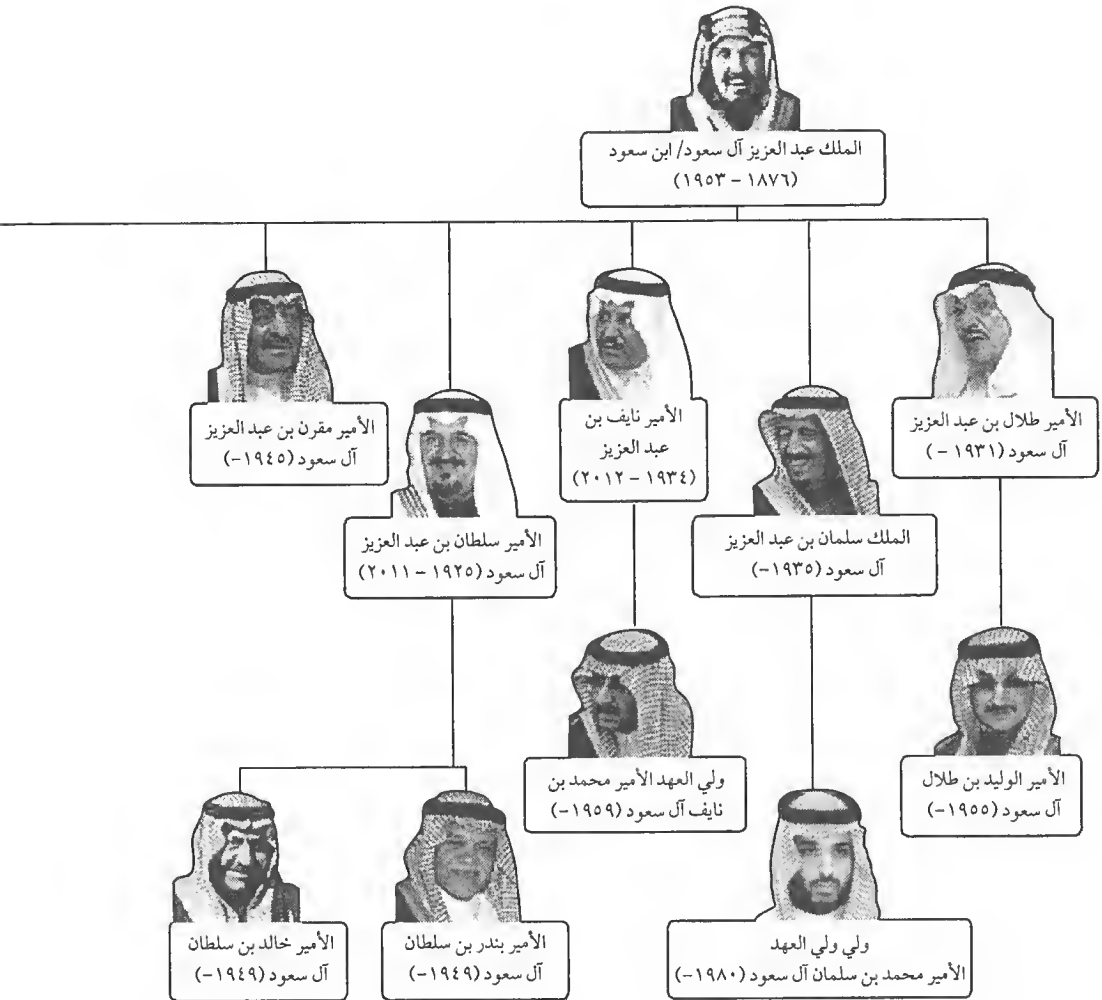 الملك عبد العزيز آل سعود/ ابن سعود
(١٨٧٦ – ١٩٥٣)
الأمير طلال بن عبد العزيز
آل سعود (١٩٣١ – )
الملك سلمان بن عبد العزيز
آل سعود (١٩٣٥–)
الأمير نايف بن
عبد العزيز
(١٩٣٤ – ٢٠١٢)
الأمير سلطان بن عبد العزيز
آل سعود (١٩٢٥ – ٢٠١١)
الأمير مقرن بن عبد العزيز
آل سعود (١٩٤٥–)
الأمير الوليد بن طلال
آل سعود (١٩٥٥–)
ولي ولي العهد
الأمير محمد بن سلمان آل سعود (١٩٨٠–)
ولي العهد الأمير محمد بن
نايف آل سعود (١٩٥٩–)
الأمير بندر بن سلطان
آل سعود (١٩٤٩–)
الأمير خالد بن سلطان
آل سعود (١٩٤٩–)